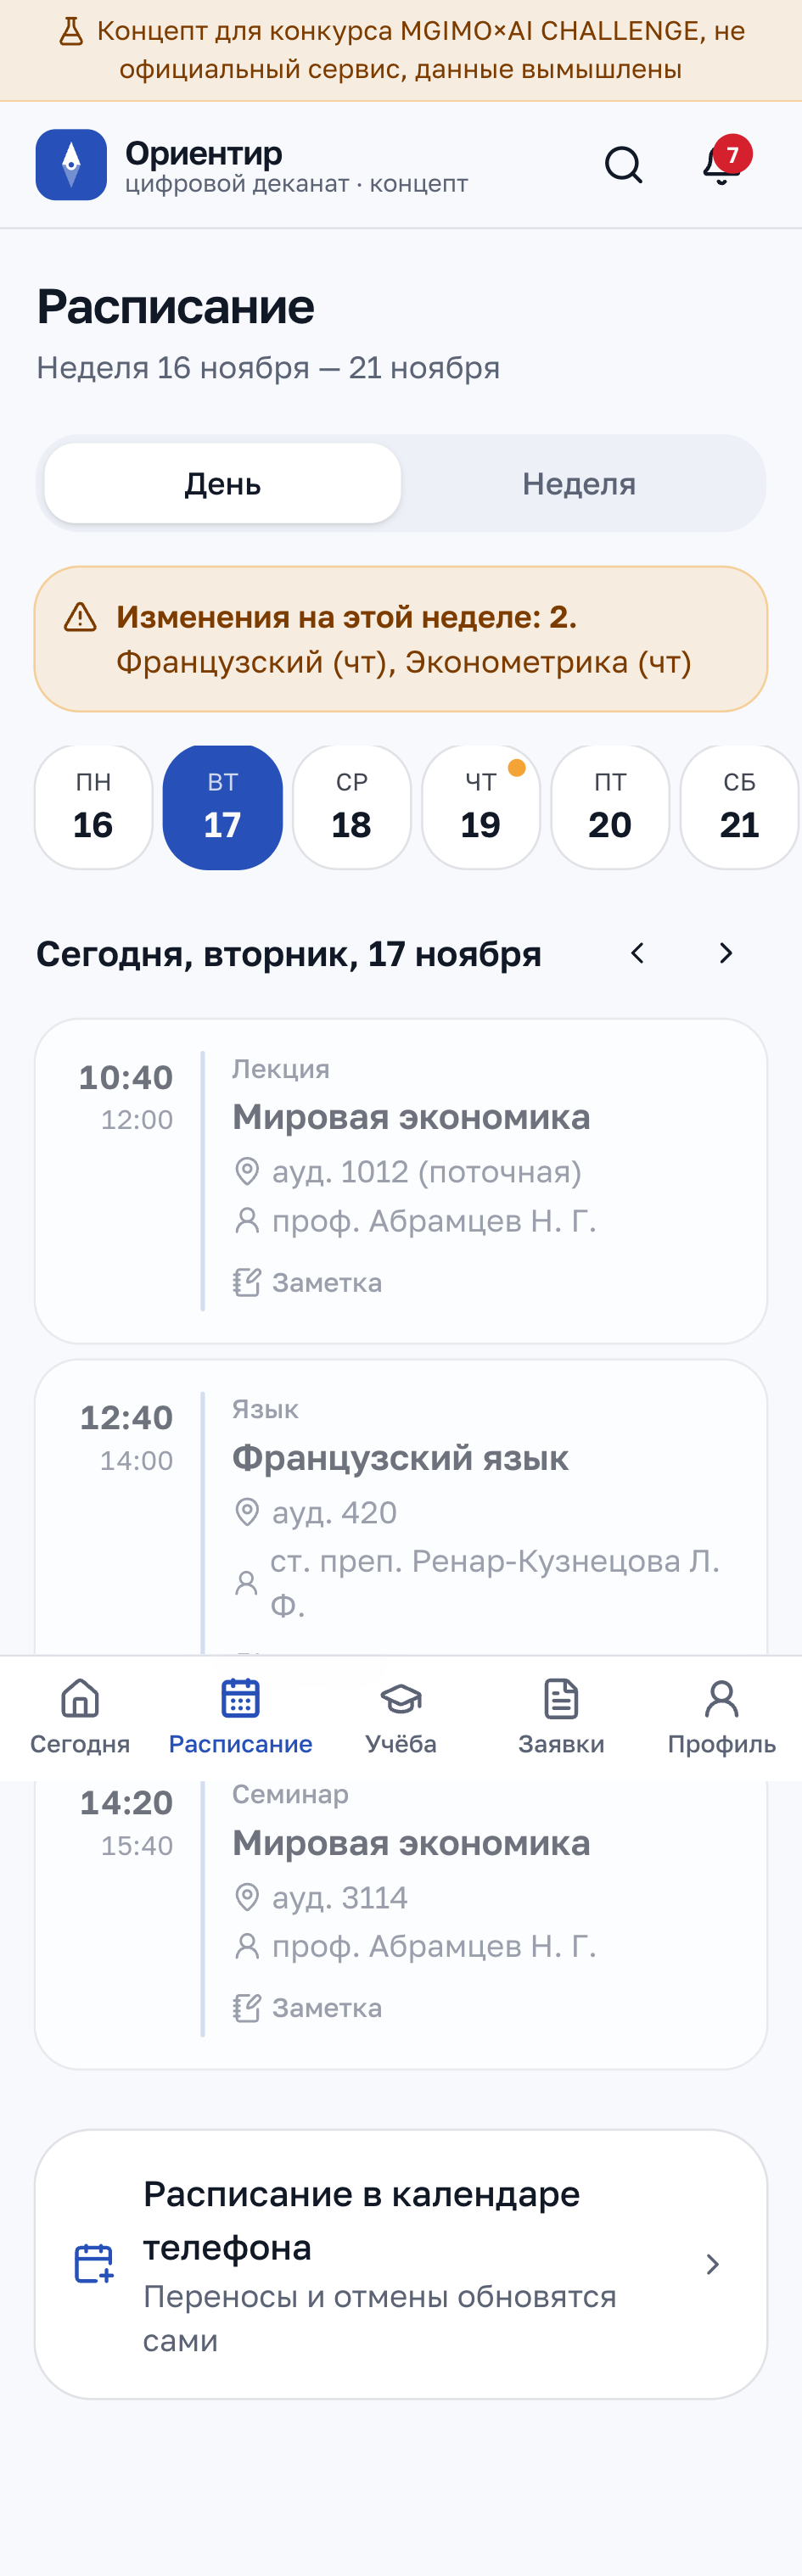 Концепт для конкурса MGIMO×AI CHALLENGE, не
официальный сервис, данные вымышлены
Ориентир
цифровой деканат · концепт
7
Расписание
Неделя 16 ноября — 21 ноября
День
Неделя
Изменения на этой неделе: 2.
Французский (чт), Эконометрика (чт)
ПН
16
ВТ
17
СР
18
ЧТ
19
ПТ
20
СБ
21
Сегодня, вторник, 17 ноября
10:40
12:00
Лекция
Мировая экономика
ауд. 1012 (поточная)
проф. Абрамцев Н. Г.
Заметка
12:40
14:00
Язык
Французский язык
ауд. 420
ст. преп. Ренар-Кузнецова Л.
Ф.
Сегодня
Расписание
Учёба
Заявки
Профиль
14:20
15:40
Семинар
Мировая экономика
ауд. 3114
проф. Абрамцев Н. Г.
Заметка
Расписание в календаре
телефона
Переносы и отмены обновятся
сами